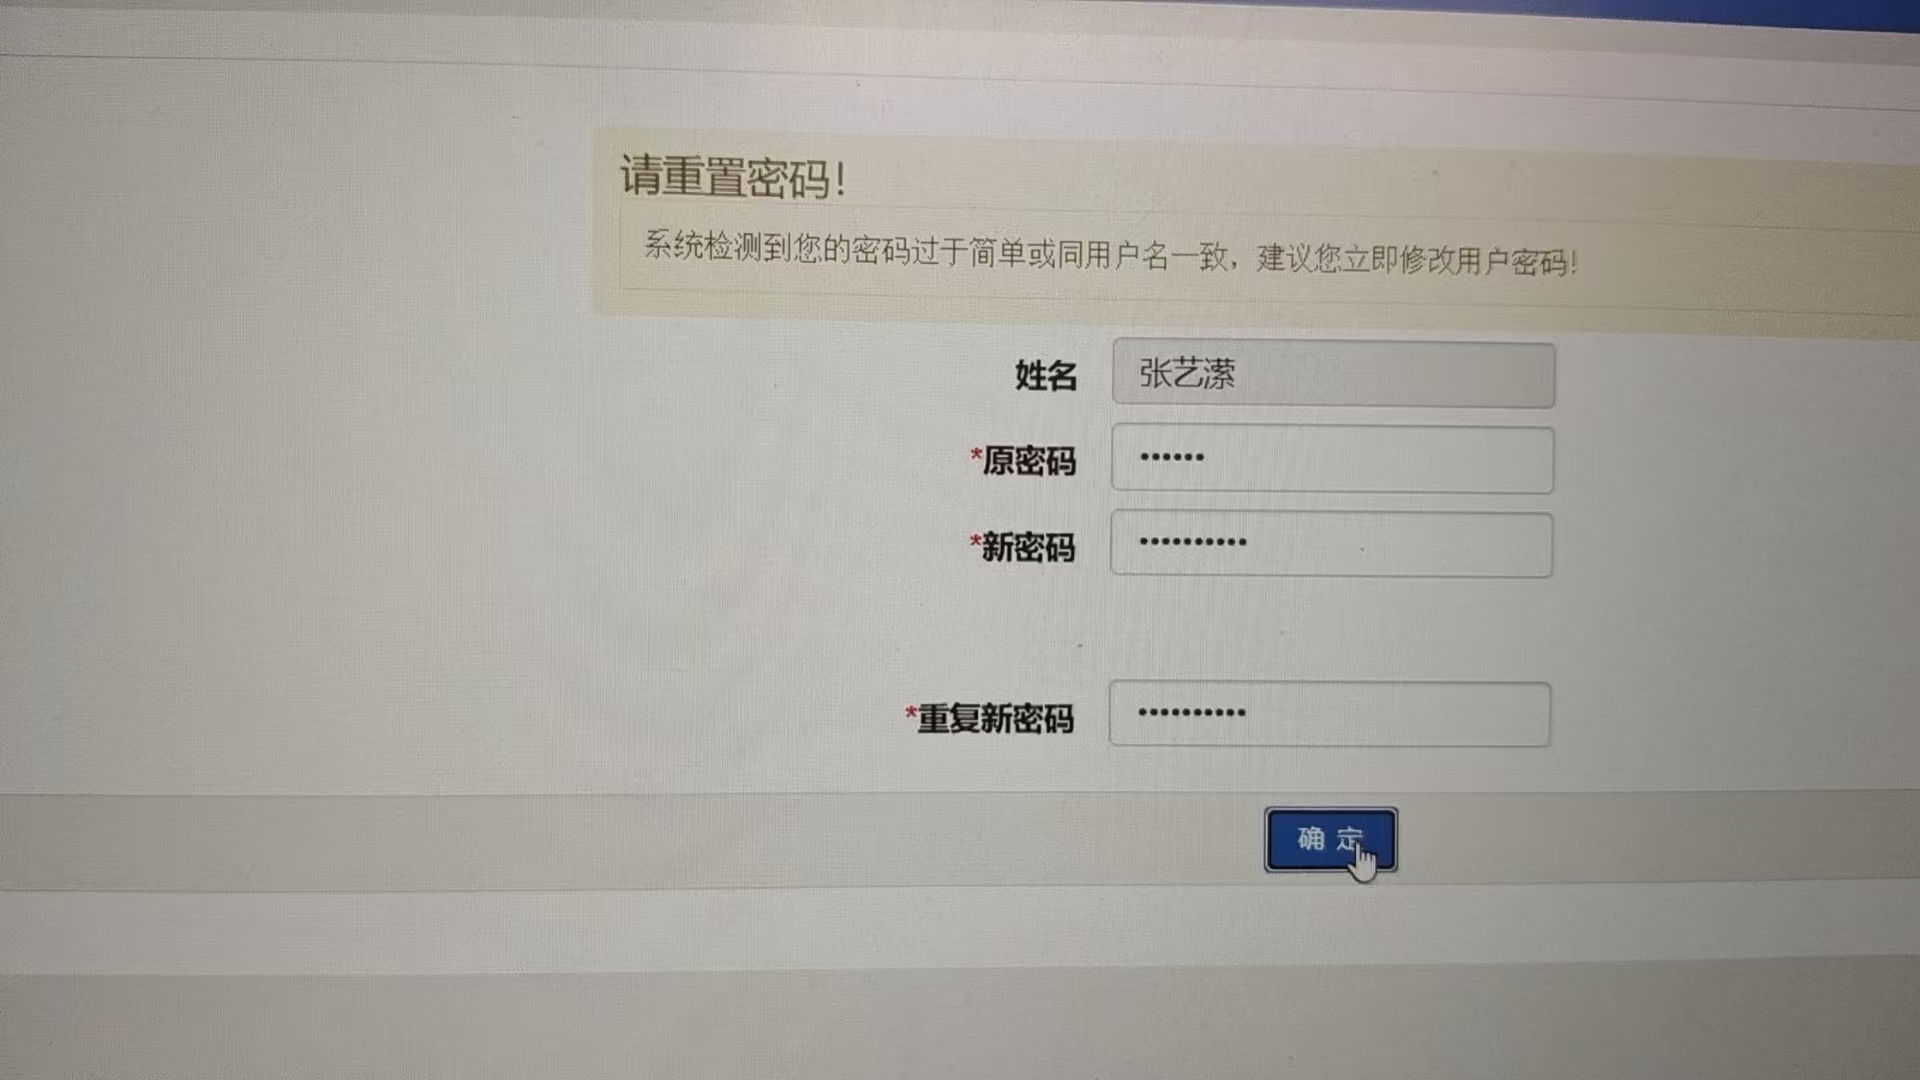 请重置密码！
系统检测到您的密码过于简单或同用户名一致，建议您立即修改用户密码！
姓名 张艺潆
*原密码 ••••••
*新密码 ••••••••••
*重复新密码 ••••••••••
确 定